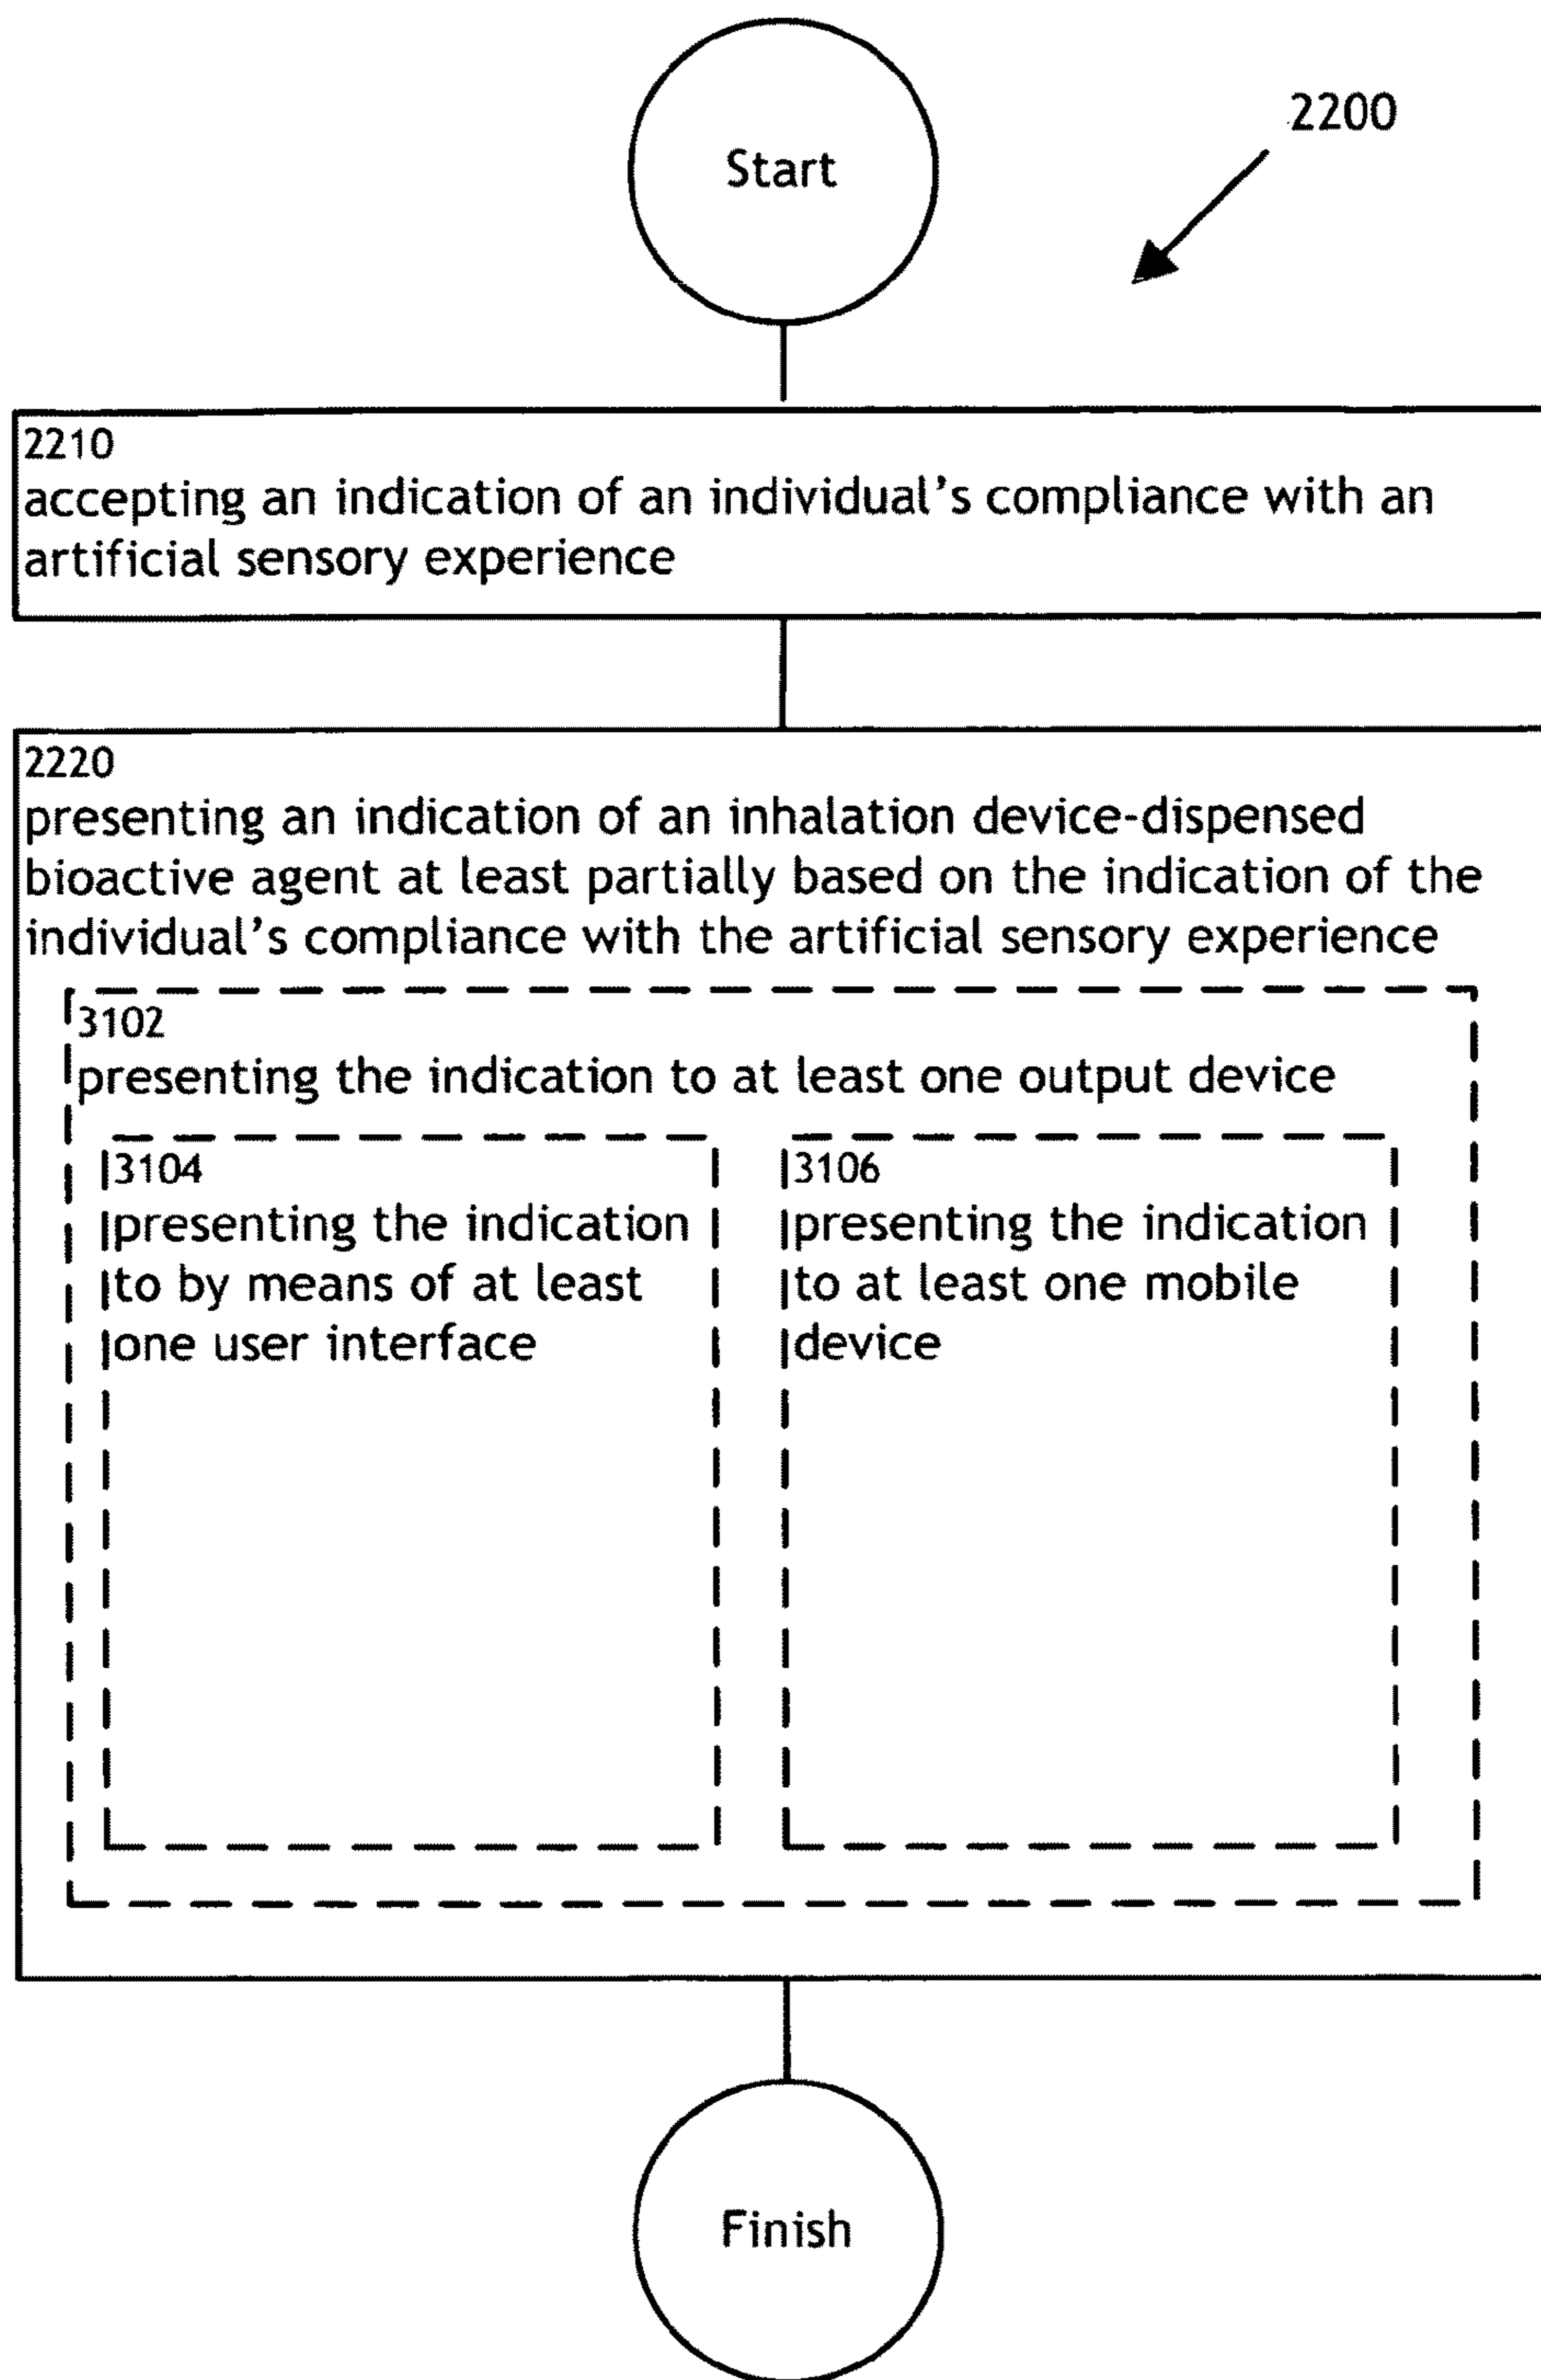 2200
Start
2210
accepting an indication of an individual's compliance with an
artificial sensory experience
2220
presenting an indication of an inhalation device-dispensed
bioactive agent at least partially based on the indication of the
individual's compliance with the artificial sensory experience
3102
presenting the indication to at least one output device
3104
presenting the indication
to by means of at least
one user interface
3106
presenting the indication
to at least one mobile
device
Finish